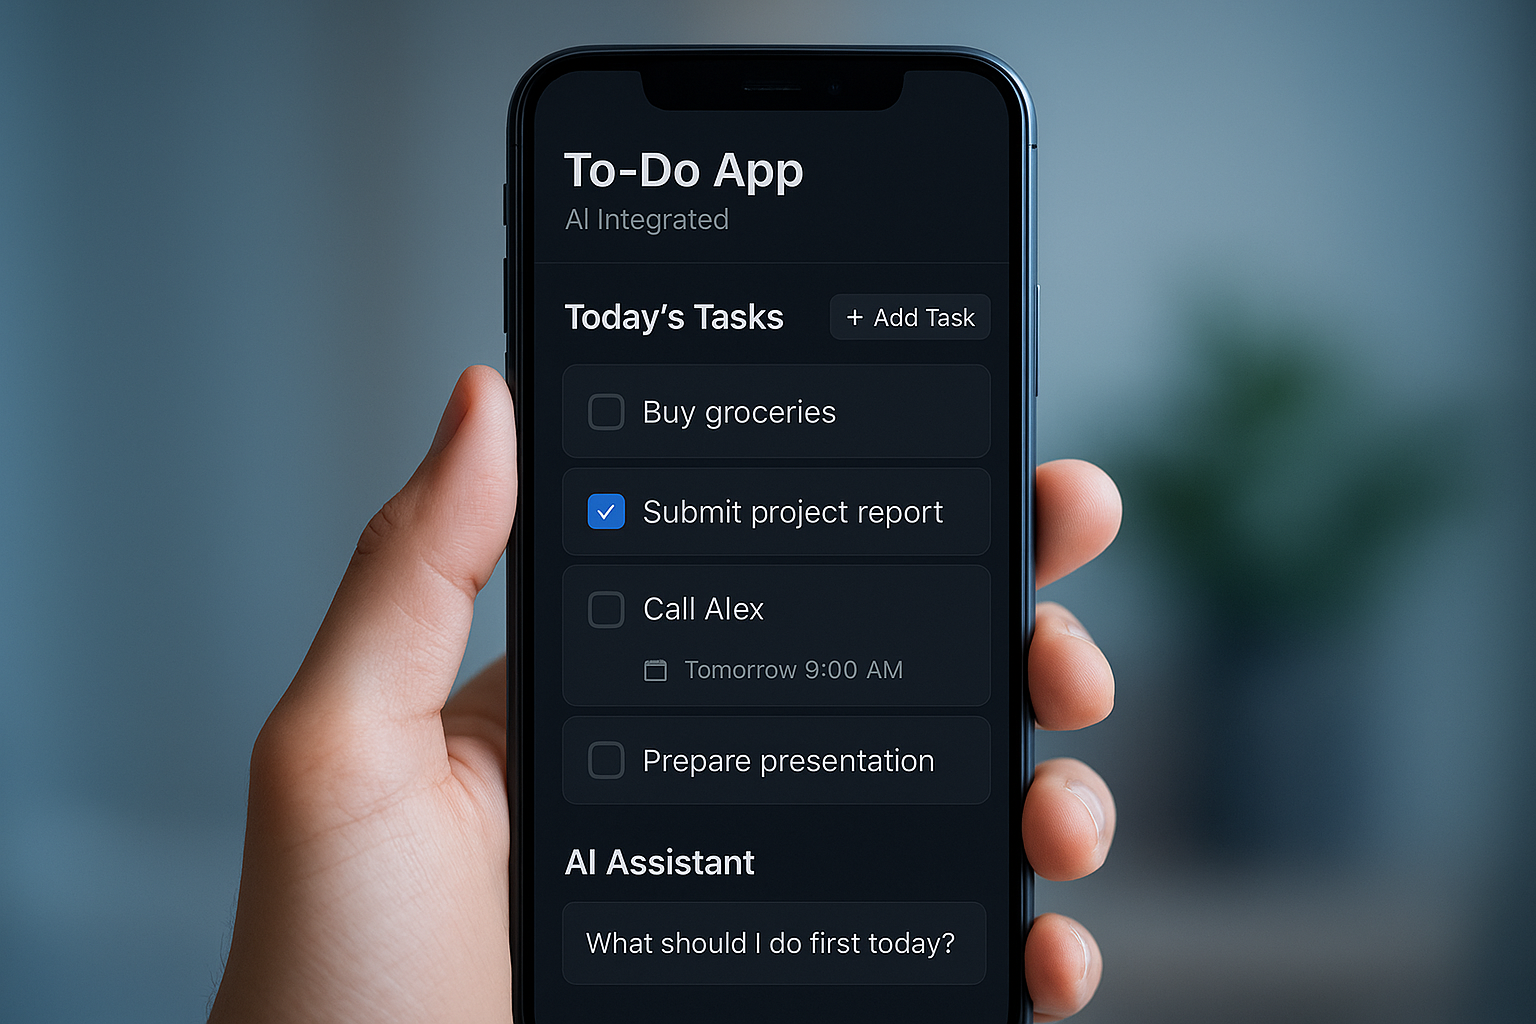 To-Do App
AI Integrated
Today's Tasks
+ Add Task
Buy groceries
Submit project report
Call Alex
Tomorrow 9:00 AM
Prepare presentation
AI Assistant
What should I do first today?